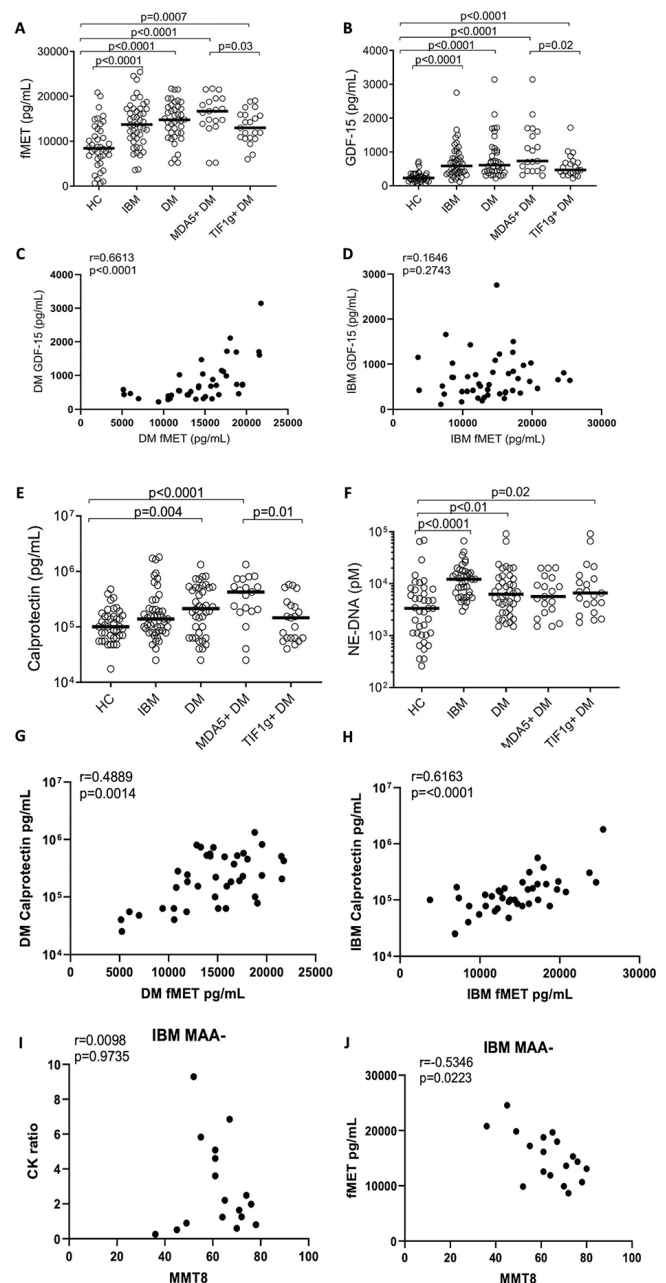 A
p=0.0007
p<0.0001
p<0.0001
p=0.03
p<0.0001
fMET (pg/mL)
30000
20000
10000
0
HC
IBM
DM
MDA5+ DM
TIF1g+ DM
B
p<0.0001
p<0.0001
p<0.0001
p=0.02
p<0.0001
GDF-15 (pg/mL)
4000
3000
2000
1000
0
HC
IBM
DM
MDA5+ DM
TIF1g+ DM
C
r=0.6613
p<0.0001
DM GDF-15 (pg/mL)
4000
3000
2000
1000
0
0 5000 10000 15000 20000 25000
DM fMET (pg/mL)
D
r=0.1646
p=0.2743
IBM GDF-15 (pg/mL)
3000
2000
1000
0
0 10000 20000 30000
IBM fMET (pg/mL)
E
p<0.0001
p=0.004
p=0.01
Calprotectin (pg/mL)
10⁷
10⁶
10⁵
10⁴
HC
IBM
DM
MDA5+ DM
TIF1g+ DM
F
p=0.02
p<0.01
p<0.0001
NE-DNA (pM)
10⁵
10⁴
10³
10²
HC
IBM
DM
MDA5+ DM
TIF1g+ DM
G
r=0.4889
p=0.0014
DM Calprotectin pg/mL
10⁷
10⁶
10⁵
10⁴
0 5000 10000 15000 20000 25000
DM fMET pg/mL
H
r=0.6163
p=<0.0001
IBM Calprotectin pg/mL
10⁷
10⁶
10⁵
10⁴
0 10000 20000 30000
IBM fMET pg/mL
I
IBM MAA-
r=0.0098
p=0.9735
CK ratio
10
8
6
4
2
0
0 20 40 60 80 100
MMT8
J
IBM MAA-
r=-0.5346
p=0.0223
fMET pg/mL
30000
20000
10000
0
0 20 40 60 80 100
MMT8